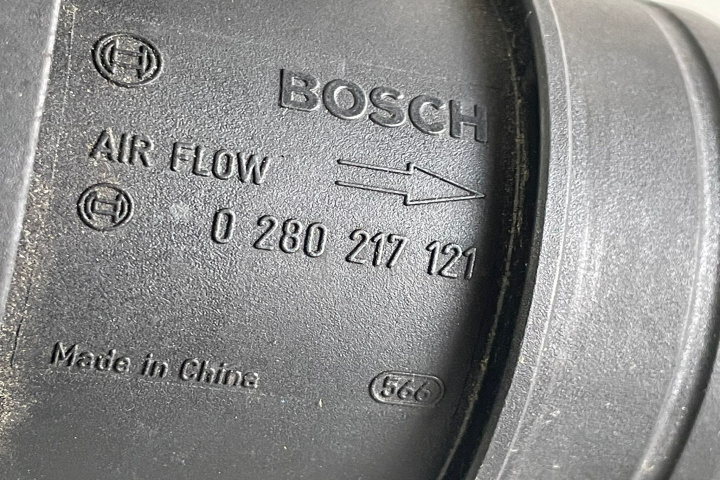 BOSCH
AIR FLOW
0 280 217 121
Made in China
566